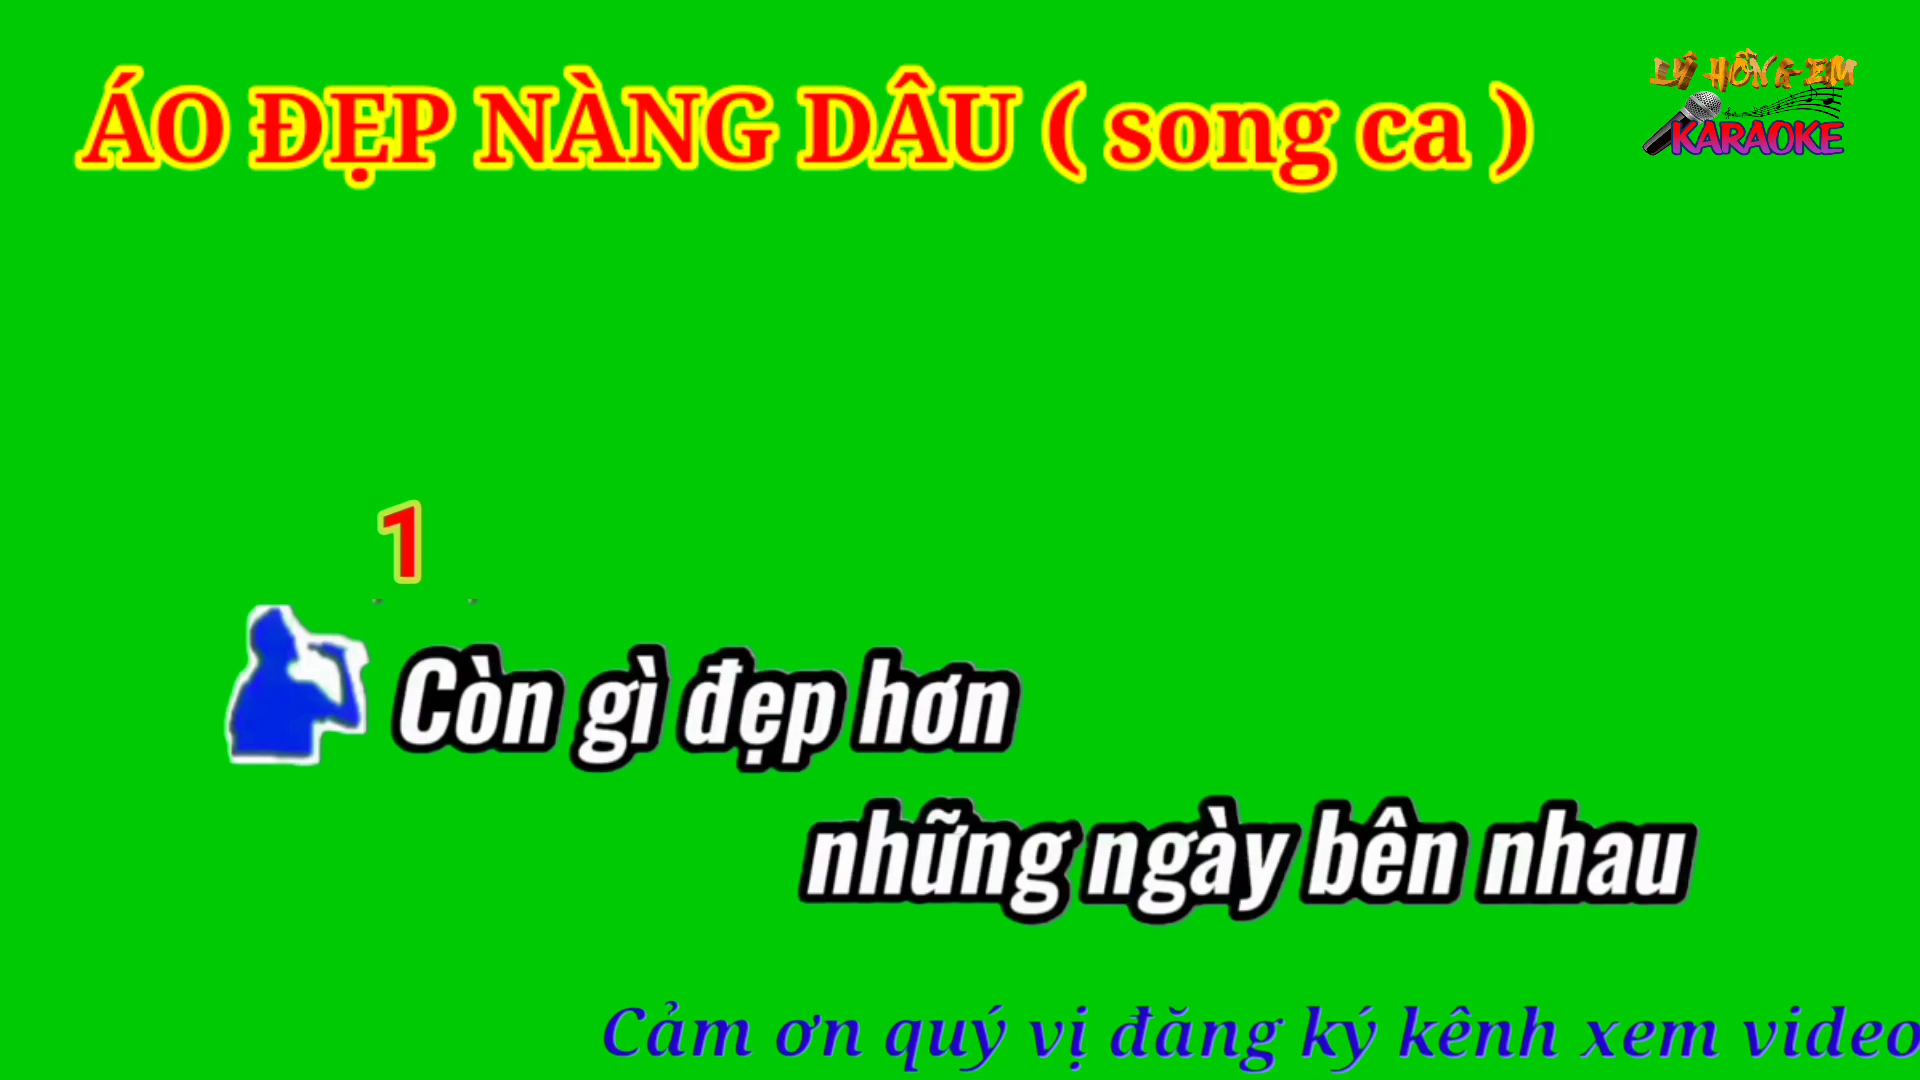 ÁO ĐẸP NÀNG DÂU ( song ca )
LÝ HỒNG EM
KARAOKE
1
Còn gì đẹp hơn
những ngày bên nhau
Cảm ơn quý vị đăng ký kênh xem video